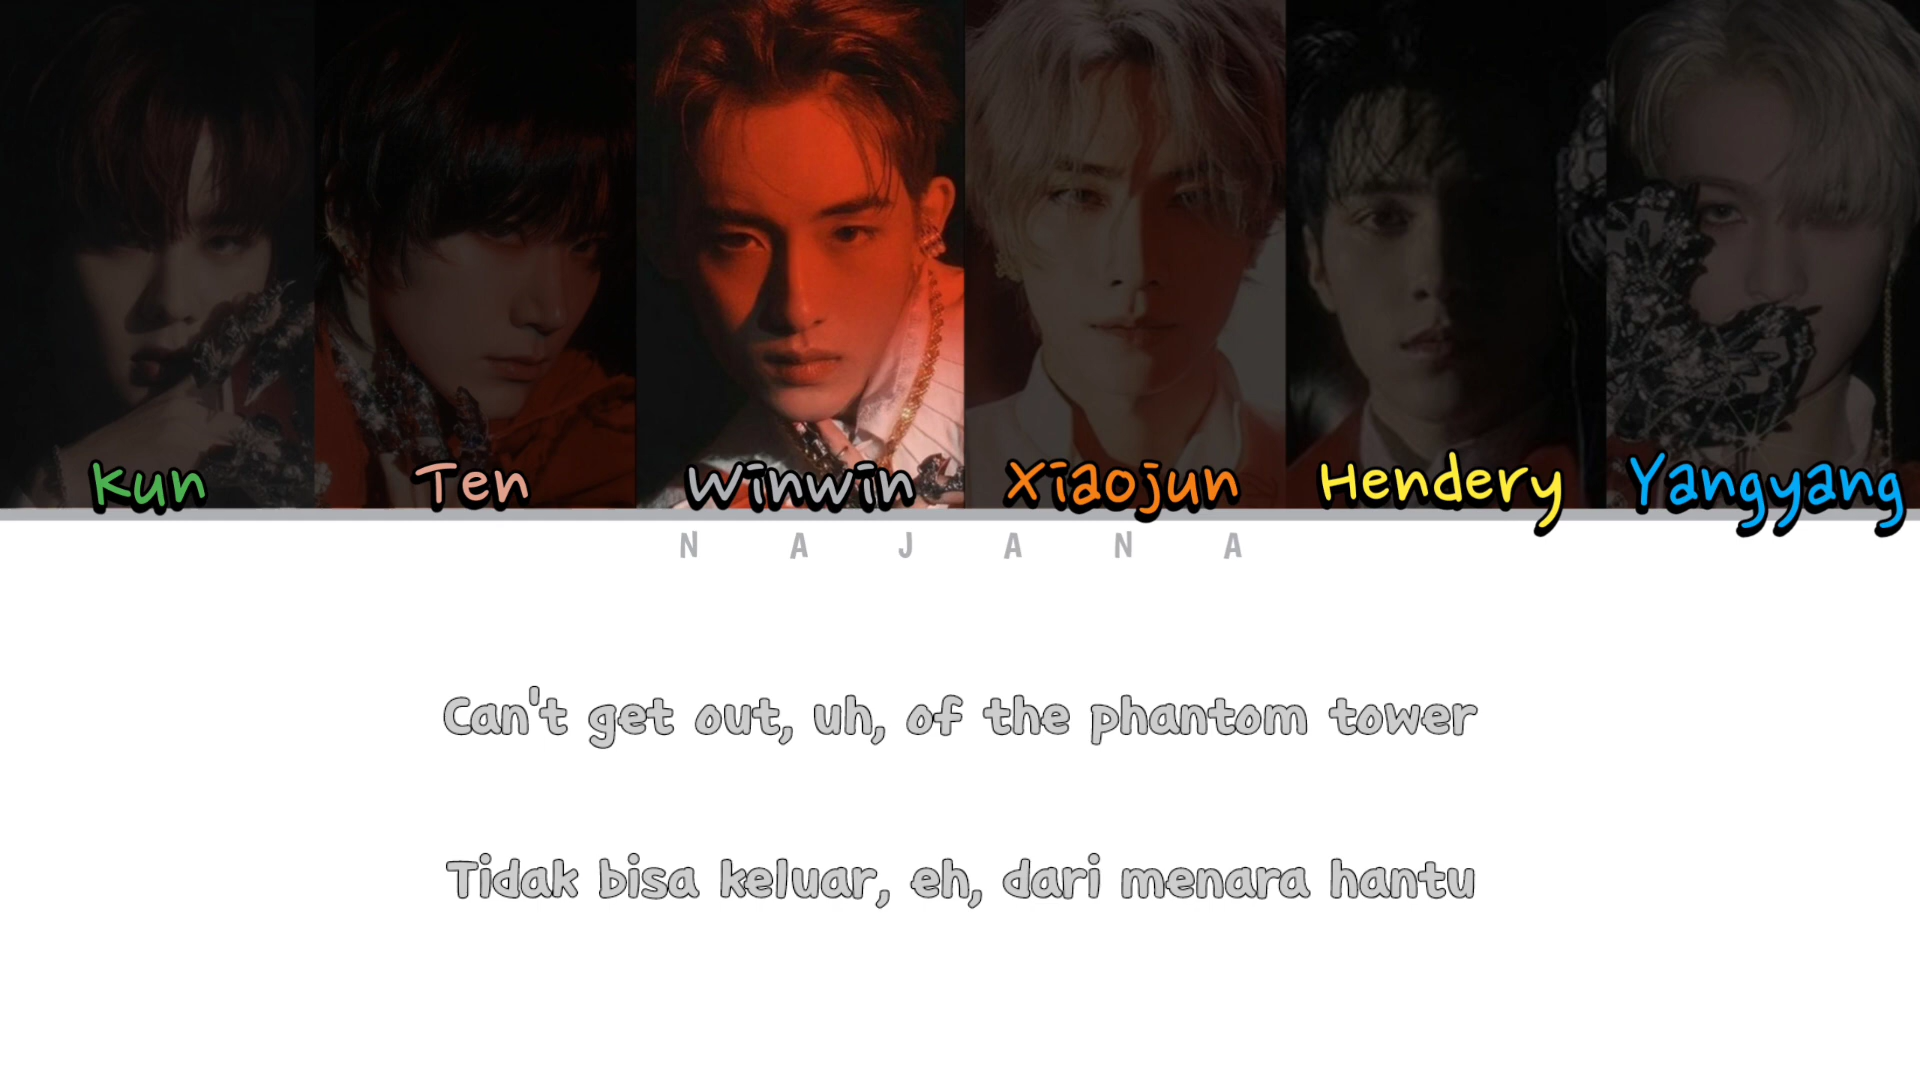 Kun Ten Winwin Xiaojun Hendery Yangyang
N A J A N A
Can't get out, uh, of the phantom tower
Tidak bisa keluar, eh, dari menara hantu